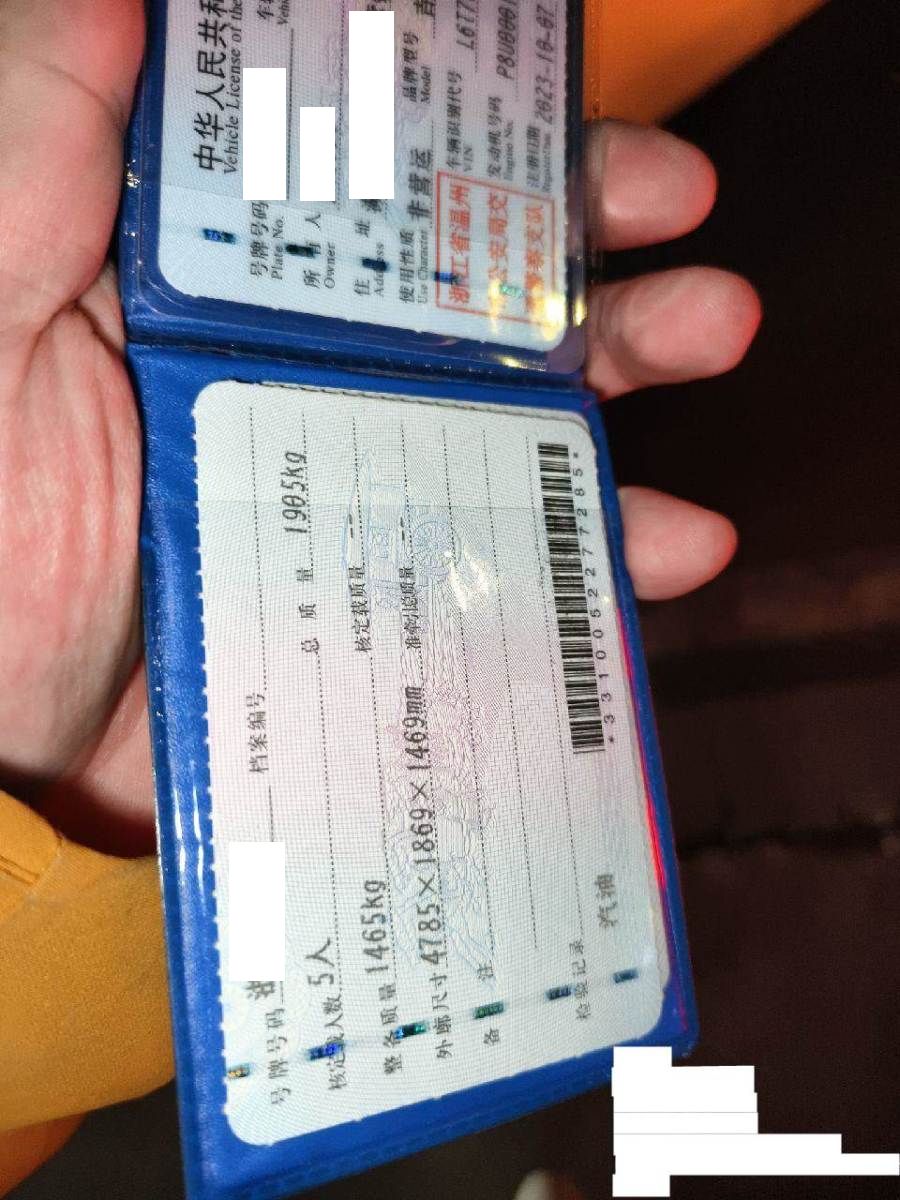 中华人民共和
Vehicle License of the
号牌号码
Plate No.
所有人
Owner
住址
Address
使用性质 非营运
Use Character
品牌型号 吉
Model
浙江省温州
公安局交
警察支队
车辆识别代号
VIN
发动机号码
Engine No.
注册日期 2023-10-07
号牌号码 浙
档案编号
核定载人数 5人
总质量 1905kg
整备质量 1465kg
核定载质量 --
外廓尺寸 4785×1869×1469mm
准牵引总质量 --
备注
检验记录
汽油
*3310052277285*